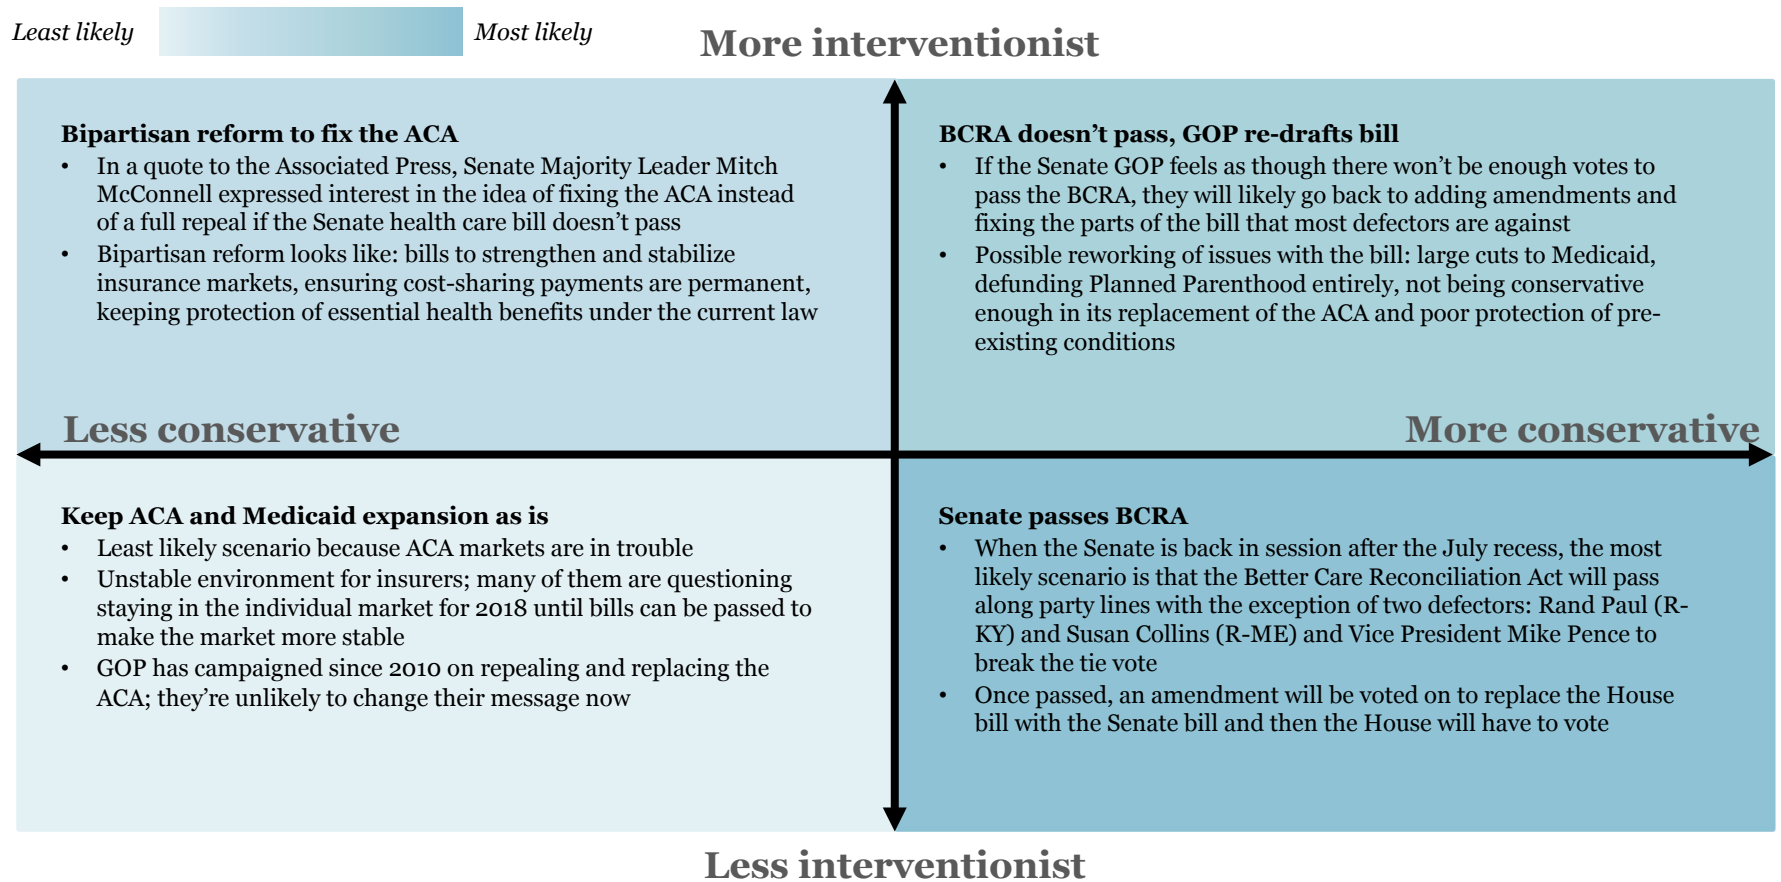 Least likely
Most likely
More interventionist
Bipartisan reform to fix the ACA
• In a quote to the Associated Press, Senate Majority Leader Mitch
McConnell expressed interest in the idea of fixing the ACA instead
of a full repeal if the Senate health care bill doesn’t pass
• Bipartisan reform looks like: bills to strengthen and stabilize
insurance markets, ensuring cost-sharing payments are permanent,
keeping protection of essential health benefits under the current law
BCRA doesn’t pass, GOP re-drafts bill
• If the Senate GOP feels as though there won’t be enough votes to
pass the BCRA, they will likely go back to adding amendments and
fixing the parts of the bill that most defectors are against
• Possible reworking of issues with the bill: large cuts to Medicaid,
defunding Planned Parenthood entirely, not being conservative
enough in its replacement of the ACA and poor protection of pre-
existing conditions
Less conservative
More conservative
Keep ACA and Medicaid expansion as is
• Least likely scenario because ACA markets are in trouble
• Unstable environment for insurers; many of them are questioning
staying in the individual market for 2018 until bills can be passed to
make the market more stable
• GOP has campaigned since 2010 on repealing and replacing the
ACA; they’re unlikely to change their message now
Senate passes BCRA
• When the Senate is back in session after the July recess, the most
likely scenario is that the Better Care Reconciliation Act will pass
along party lines with the exception of two defectors: Rand Paul (R-
KY) and Susan Collins (R-ME) and Vice President Mike Pence to
break the tie vote
• Once passed, an amendment will be voted on to replace the House
bill with the Senate bill and then the House will have to vote
Less interventionist